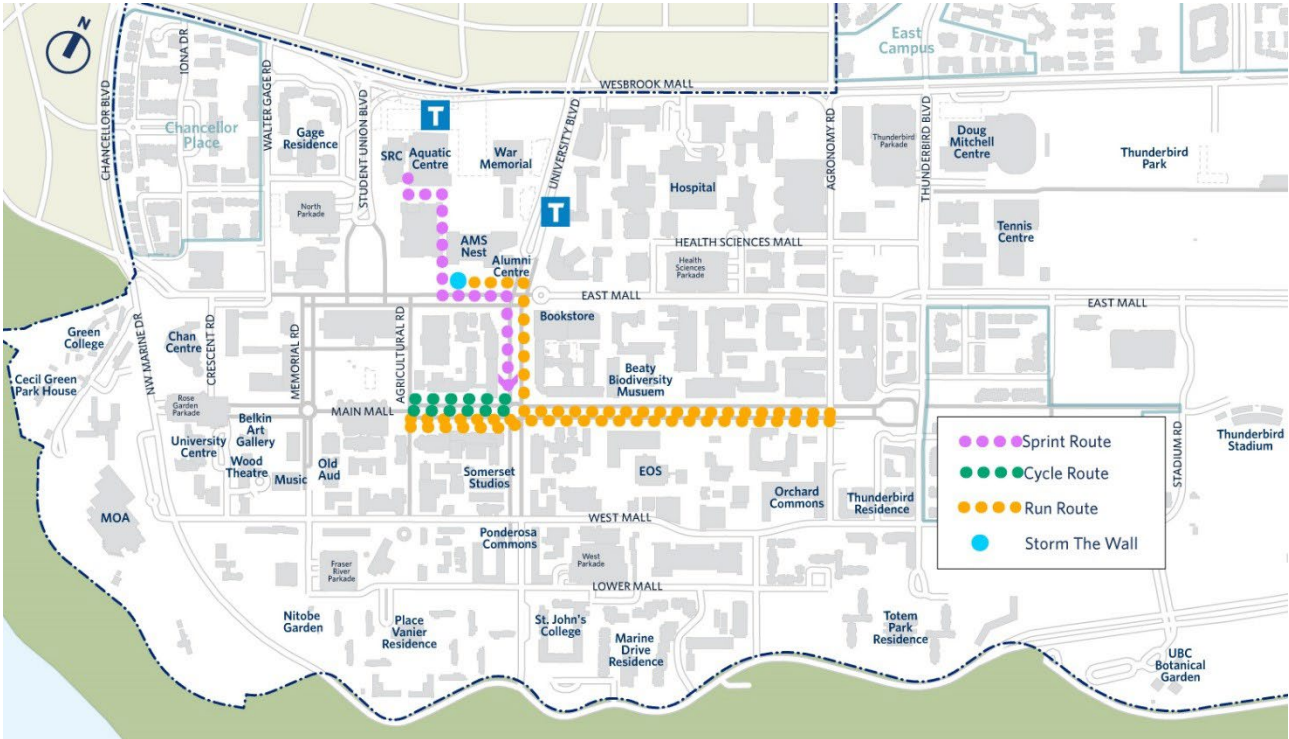 N
CHANCELLOR BLVD
IONA DR
Chancellor
Place
WALTER GAGE RD
Gage
Residence
STUDENT UNION BLVD
T
SRC
Aquatic
Centre
War
Memorial
UNIVERSITY BLVD
WESBROOK MALL
East
Campus
T
Hospital
AGRONOMY RD
Thunderbird
Parkade
THUNDERBIRD BLVD
Doug
Mitchell
Centre
Thunderbird
Park
North
Parkade
AMS
Nest
Alumni
Centre
HEALTH SCIENCES MALL
Health
Sciences
Parkade
Tennis
Centre
EAST MALL
EAST MALL
Green
College
Cecil Green
Park House
NW MARINE DR
Chan
Centre
CRESCENT RD
MEMORIAL RD
AGRICULTURAL RD
Bookstore
Beaty
Biodiversity
Musuem
Rose
Garden
Parkade
MAIN MALL
Belkin
Art
Gallery
University
Centre
Wood
Theatre
Music
Old
Aud
Somerset
Studios
EOS
Orchard
Commons
Thunderbird
Residence
STADIUM RD
Thunderbird
Stadium
Sprint Route
Cycle Route
Run Route
Storm The Wall
MOA
WEST MALL
Ponderosa
Commons
Fraser
River
Parkade
West
Parkade
LOWER MALL
Nitobe
Garden
Place
Vanier
Residence
St. John's
College
Marine
Drive
Residence
Totem
Park
Residence
UBC
Botanical
Garden